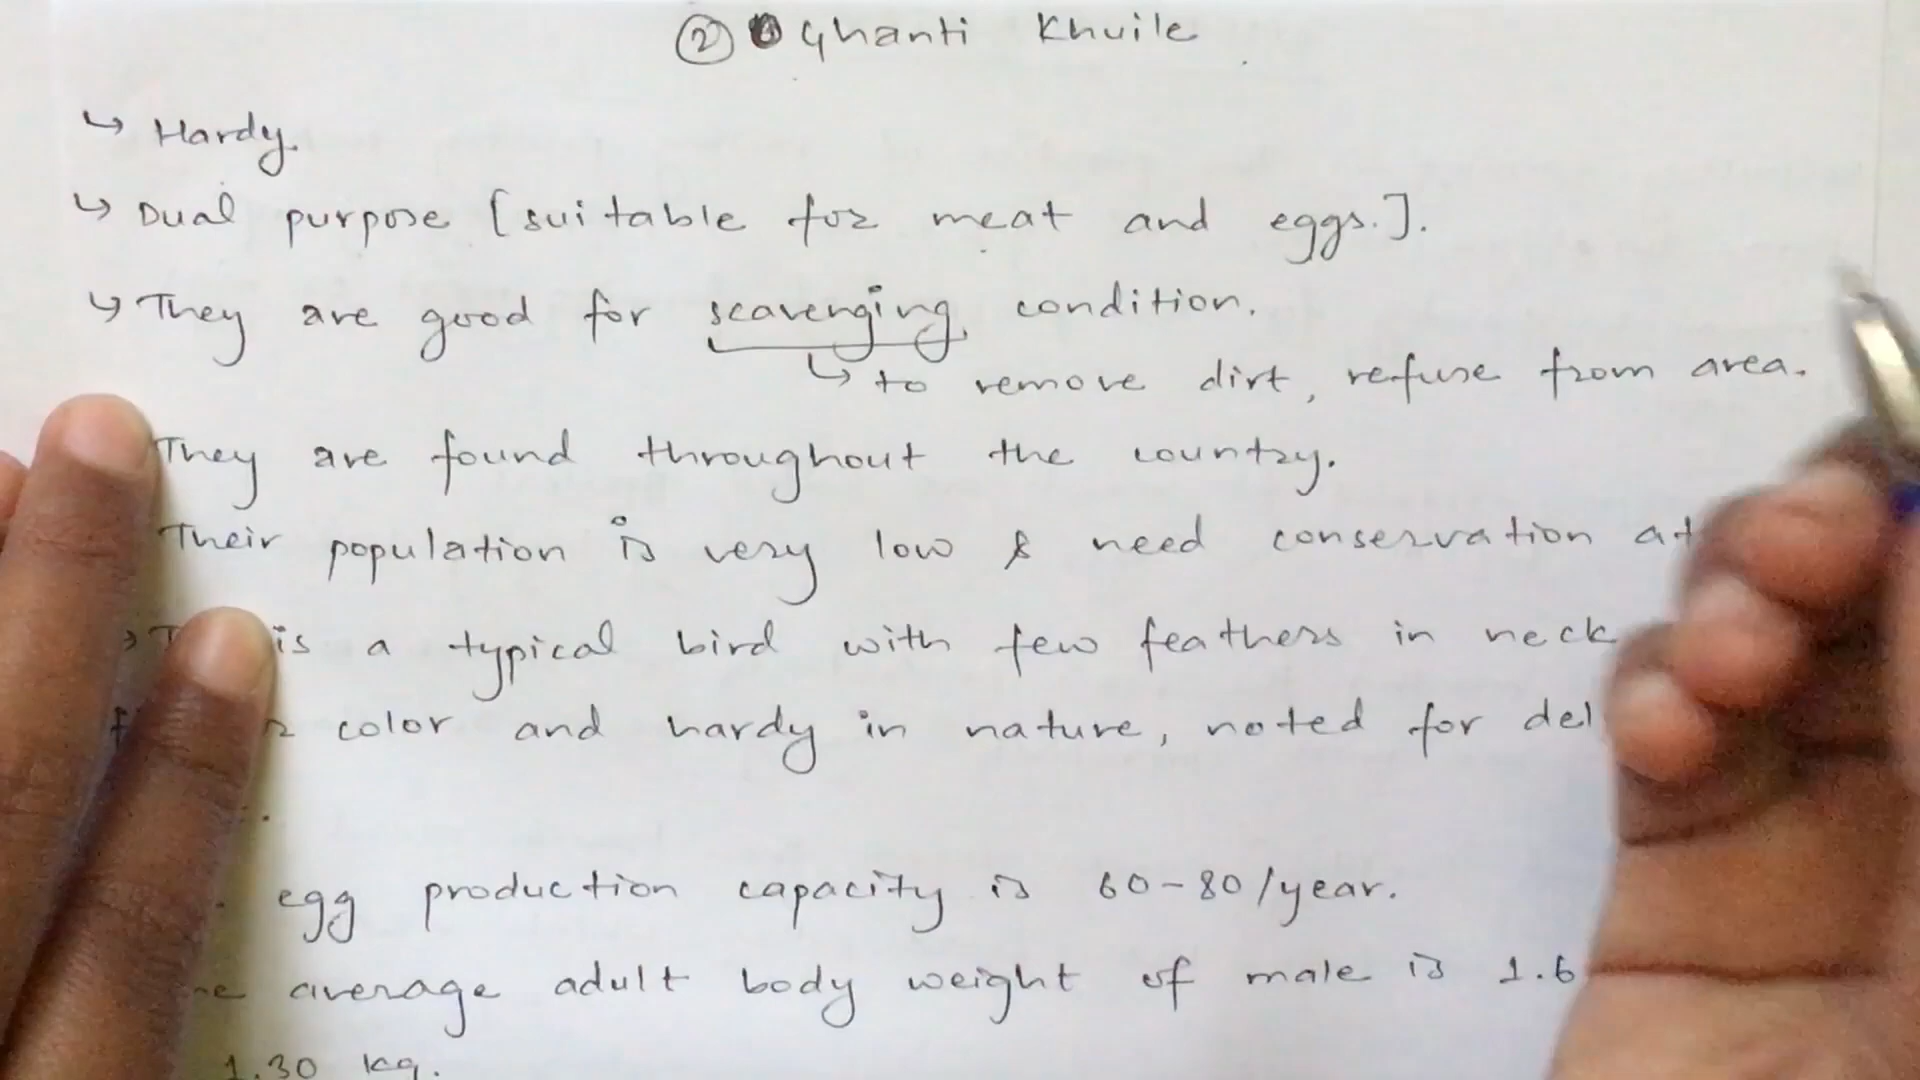 ② Ghanti Khuile
↳ Hardy.
↳ Dual purpose [suitable for meat and eggs.].
↳ They are good for scavenging condition.
↳ to remove dirt, refuse from area.
They are found throughout the country.
Their population is very low & need conservation
is a typical bird with few feathers in neck
color and hardy in nature, noted for
egg production capacity is 60-80/year.
average adult body weight of male is 1.6
1.30 kg.